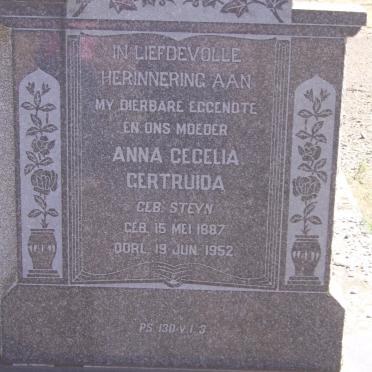 IN LIEFDEVOLLE
HERINNERING AAN
MY DIERBARE EGGENOTE
EN ONS MOEDER
ANNA CECELIA
GERTRUIDA
GEB. STEYN
GEB. 15 MEI 1887
OORL. 19 JUN. 1952
PS. 130 v. 1. 3